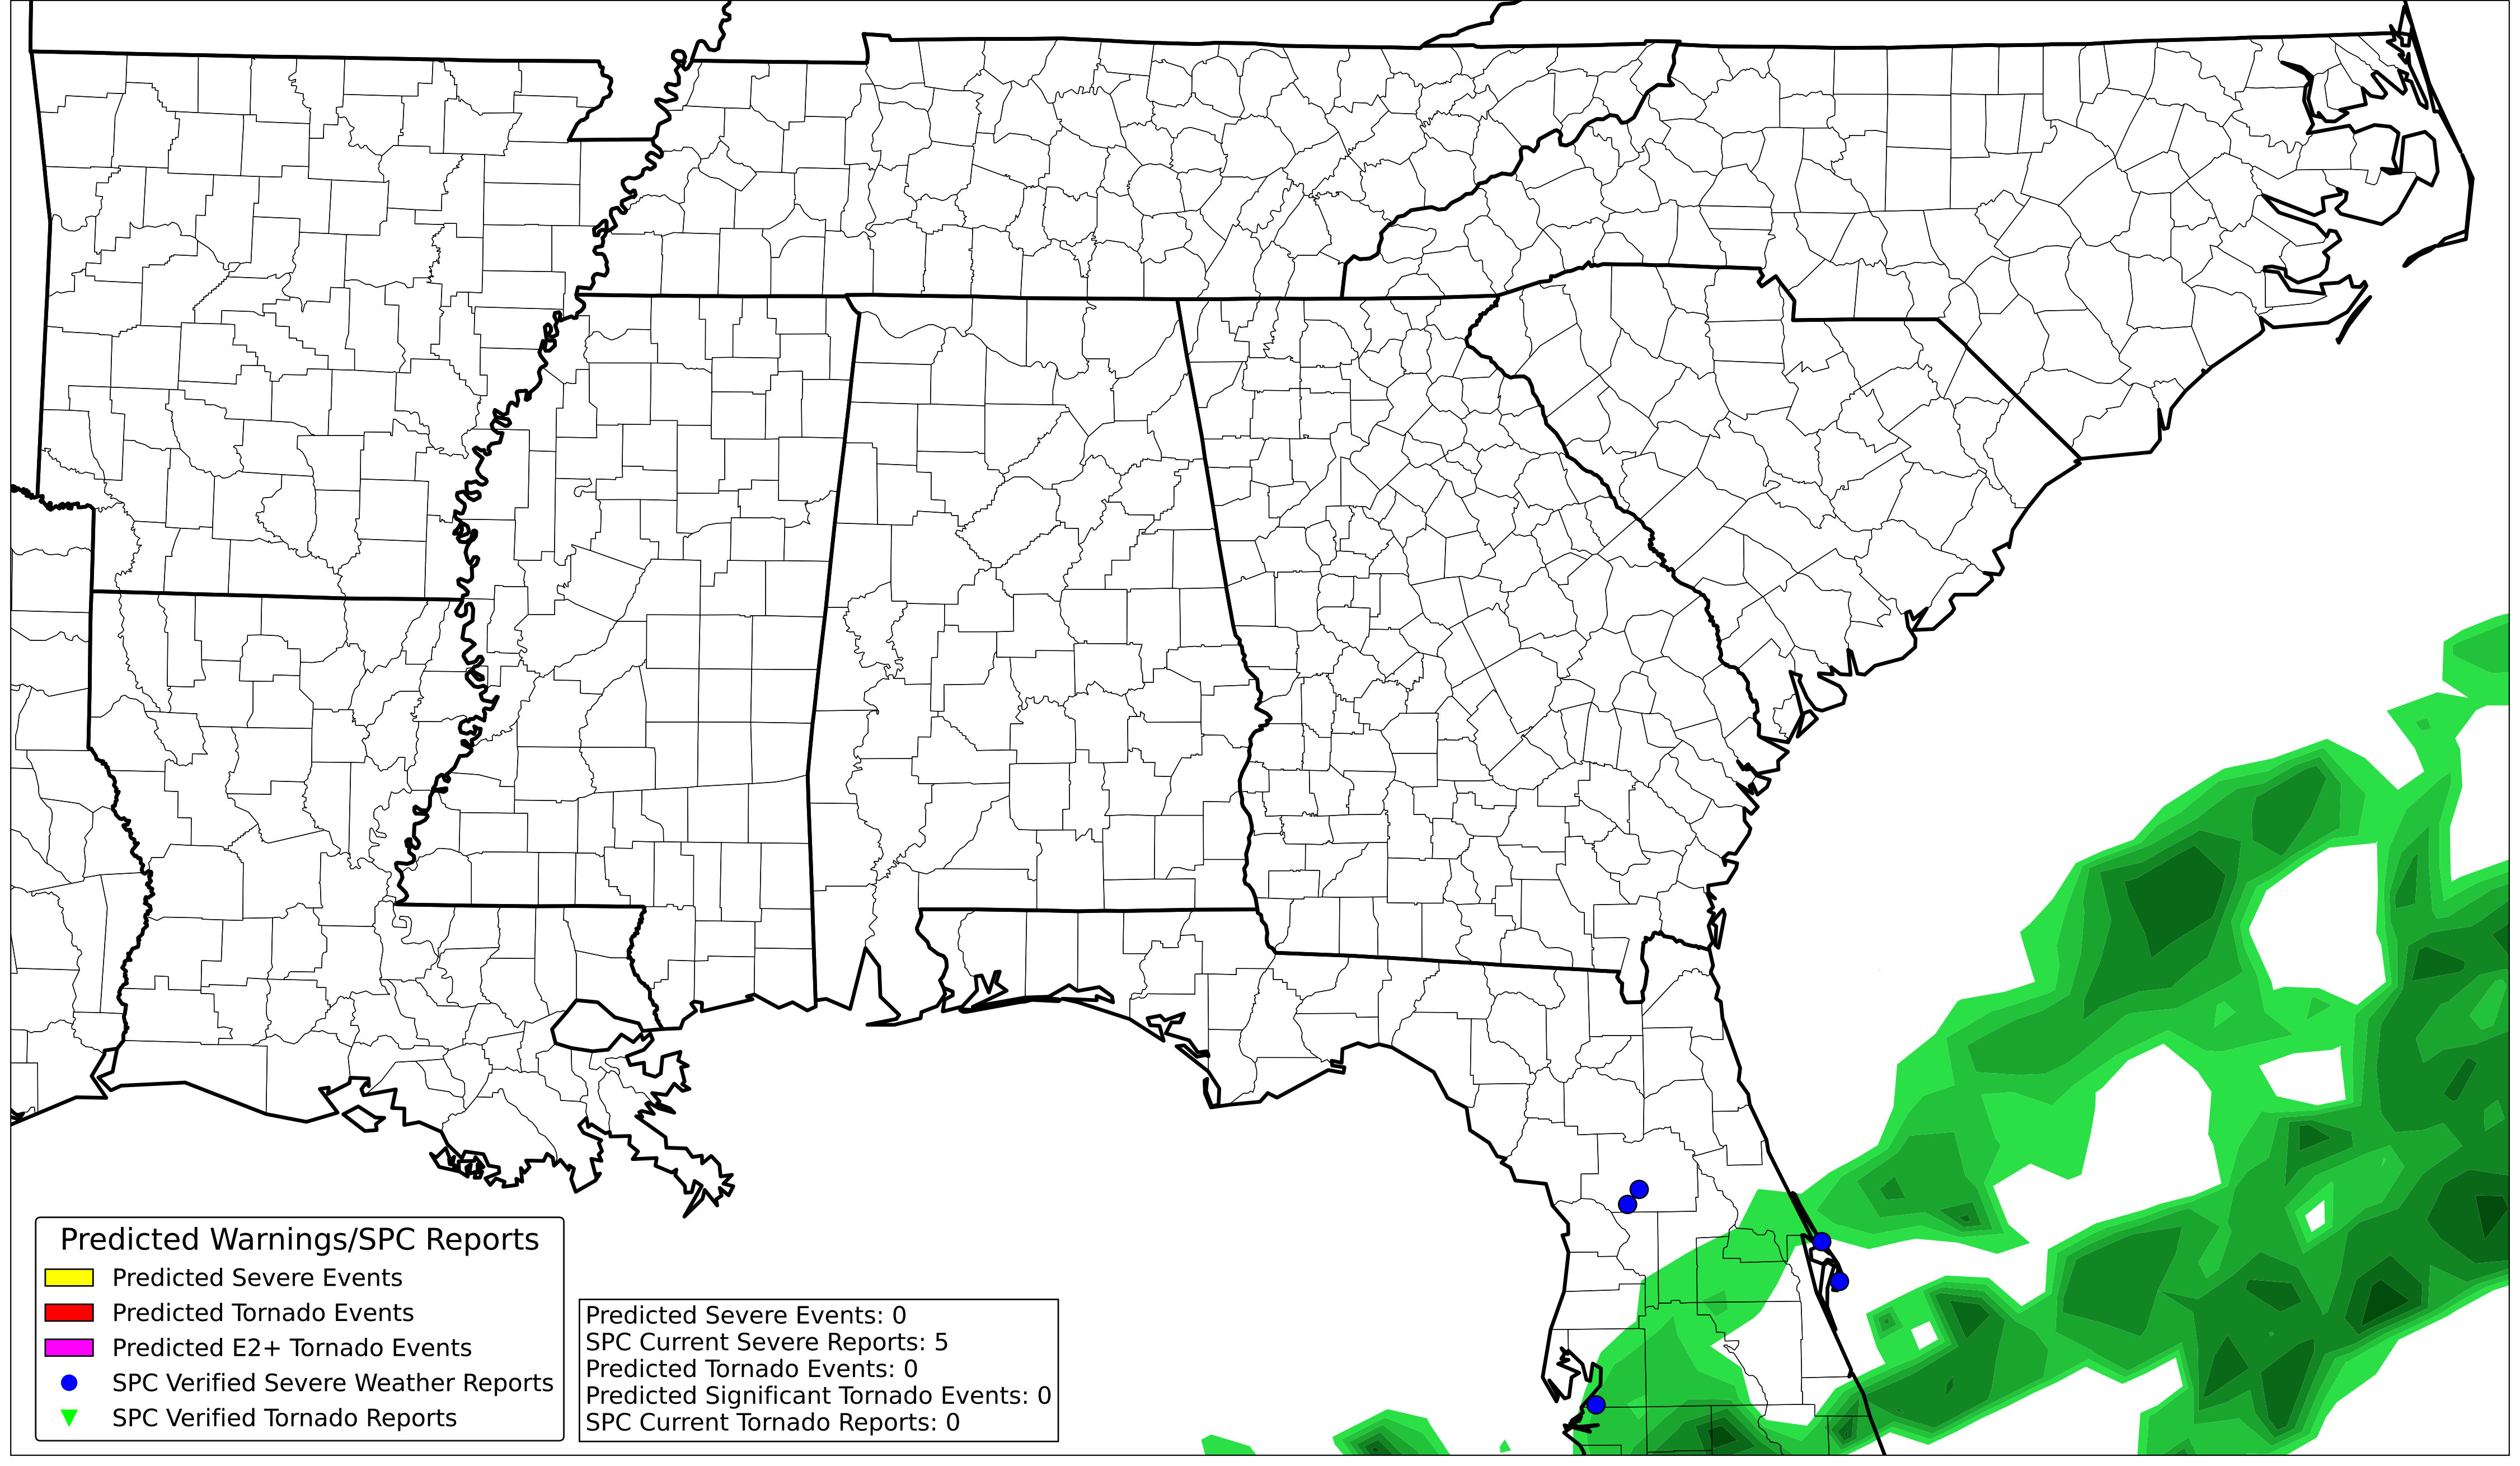 Predicted Warnings/SPC Reports
Predicted Severe Events
Predicted Tornado Events
Predicted E2+ Tornado Events
SPC Verified Severe Weather Reports
SPC Verified Tornado Reports
Predicted Severe Events: 0
SPC Current Severe Reports: 5
Predicted Tornado Events: 0
Predicted Significant Tornado Events: 0
SPC Current Tornado Reports: 0